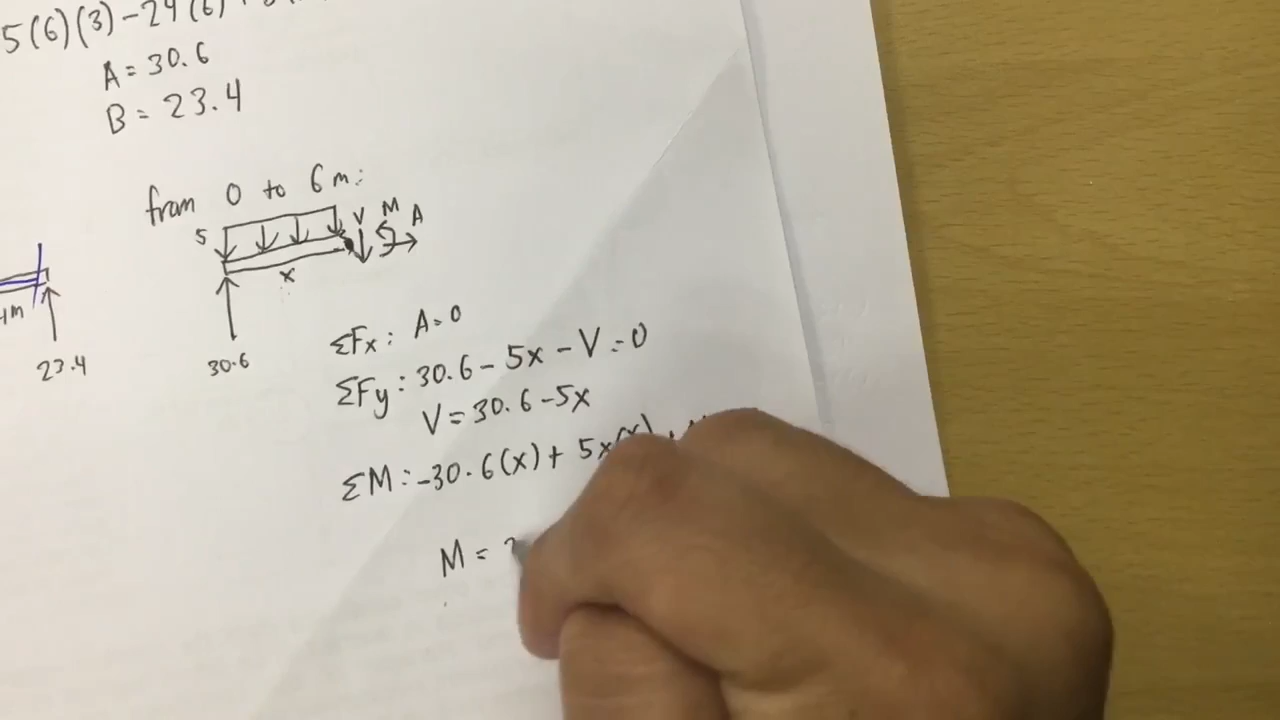 5(6)(3)-24(6)
A=30.6
B=23.4
from 0 to 6m:
5 V M A
x
4m
23.4 30.6
ΣFx: A=0
ΣFy: 30.6-5x-V=0
V=30.6-5x
ΣM:-30.6(x)+5x
M=